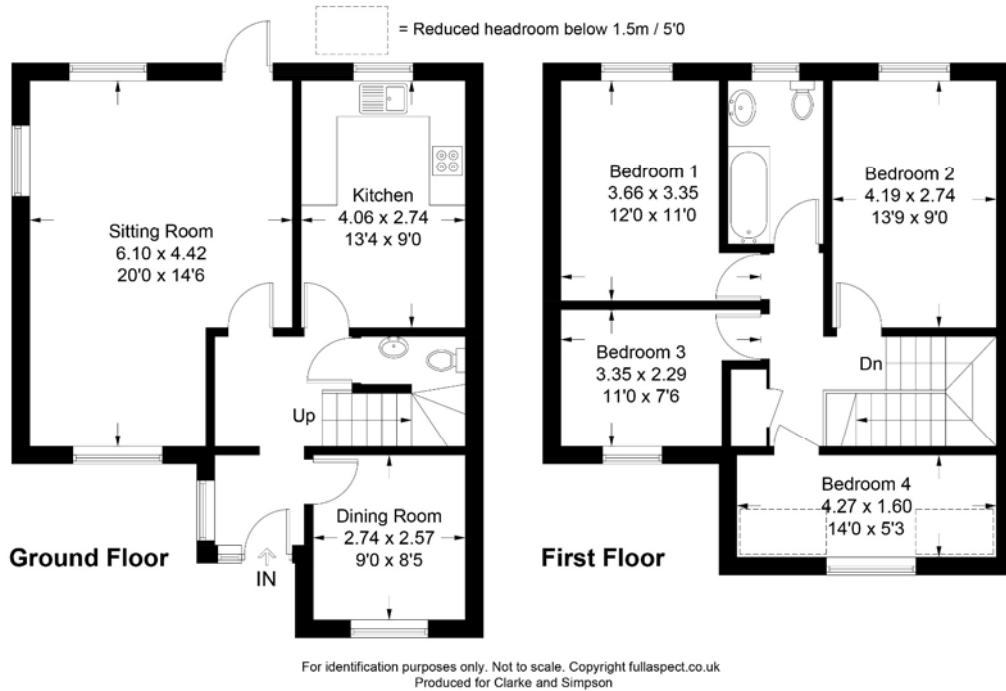 = Reduced headroom below 1.5m / 5'0
Sitting Room
6.10 x 4.42
20'0 x 14'6
Kitchen
4.06 x 2.74
13'4 x 9'0
Up
Dining Room
2.74 x 2.57
9'0 x 8'5
IN
Ground Floor
Bedroom 1
3.66 x 3.35
12'0 x 11'0
Bedroom 2
4.19 x 2.74
13'9 x 9'0
Bedroom 3
3.35 x 2.29
11'0 x 7'6
Dn
Bedroom 4
4.27 x 1.60
14'0 x 5'3
First Floor
For identification purposes only. Not to scale. Copyright fullaspect.co.uk
Produced for Clarke and Simpson